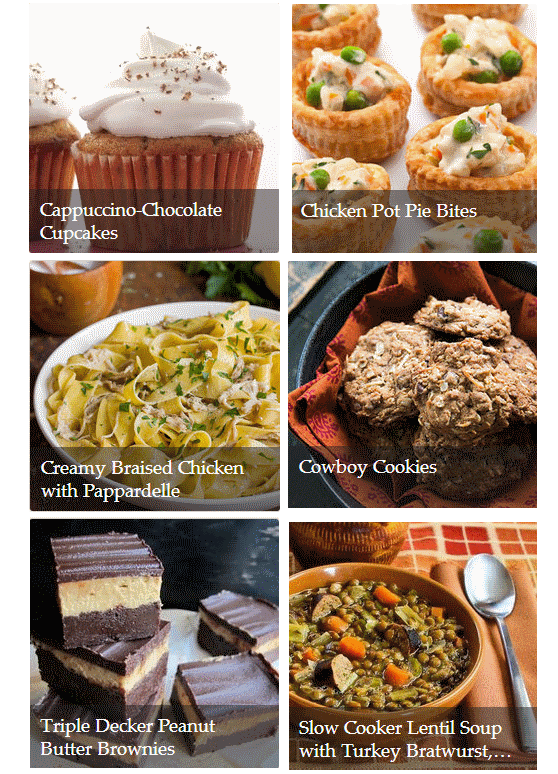 Cappuccino-Chocolate
Cupcakes
Chicken Pot Pie Bites
Creamy Braised Chicken
with Pappardelle
Cowboy Cookies
Triple Decker Peanut
Butter Brownies
Slow Cooker Lentil Soup
with Turkey Bratwurst,…